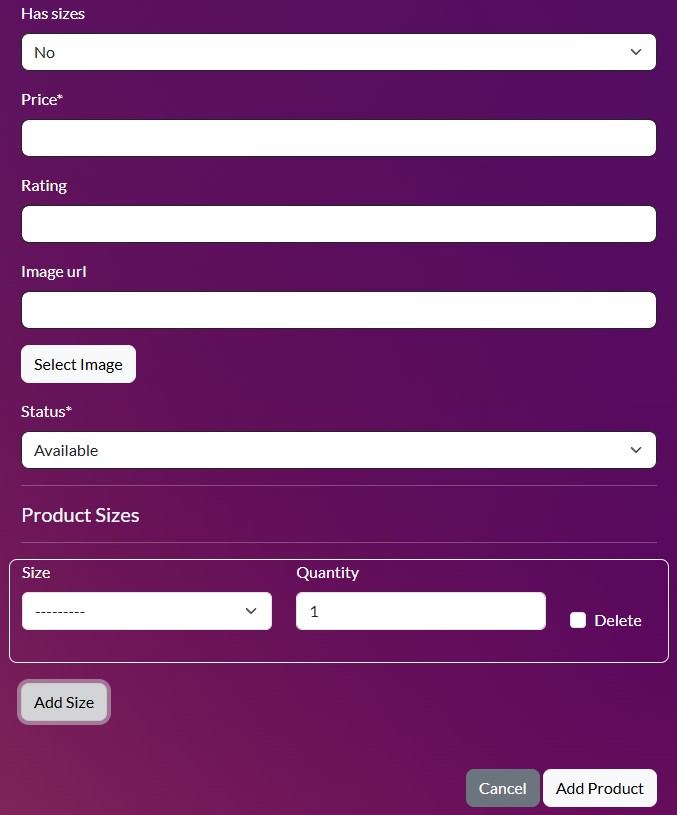 Has sizes
No
Price*
Rating
Image url
Select Image
Status*
Available
Product Sizes
Size Quantity
--------- 1 Delete
Add Size
Cancel Add Product